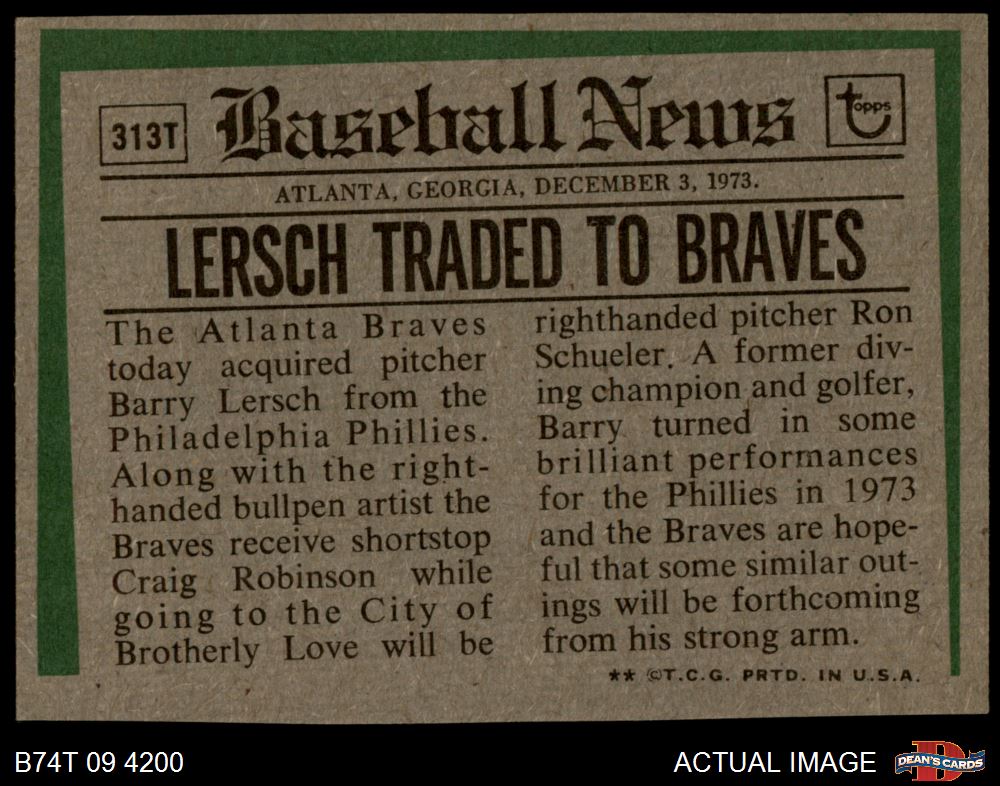 313T
Baseball News
Topps
ATLANTA, GEORGIA, DECEMBER 3, 1973.
LERSCH TRADED TO BRAVES
The Atlanta Braves
today acquired pitcher
Barry Lersch from the
Philadelphia Phillies.
Along with the right-
handed bullpen artist the
Braves receive shortstop
Craig Robinson while
going to the City of
Brotherly Love will be
righthanded pitcher Ron
Schueler. A former div-
ing champion and golfer,
Barry turned in some
brilliant performances
for the Phillies in 1973
and the Braves are hope-
ful that some similar out-
ings will be forthcoming
from his strong arm.
** ©T.C.G. PRTD. IN U.S.A.
B74T 09 4200
ACTUAL IMAGE
D
DEAN'S CARDS